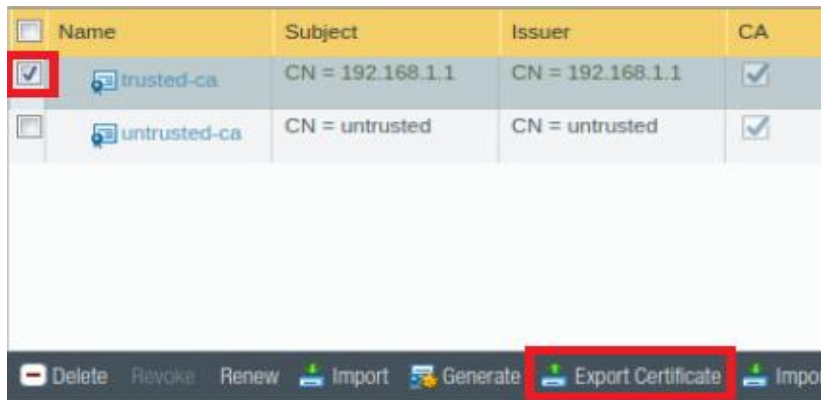 Name Subject Issuer CA
trusted-ca CN = 192.168.1.1 CN = 192.168.1.1
untrusted-ca CN = untrusted CN = untrusted
Delete Revoke Renew Import Generate Export Certificate Impo